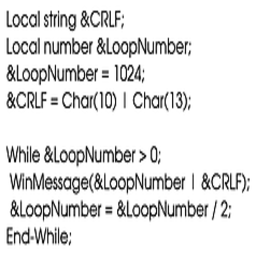 Local string &CRLF;
Local number &LoopNumber;
&LoopNumber = 1024;
&CRLF = Char(10) | Char(13);
While &LoopNumber > 0;
WinMessage(&LoopNumber | &CRLF);
&LoopNumber = &LoopNumber / 2;
End-While;